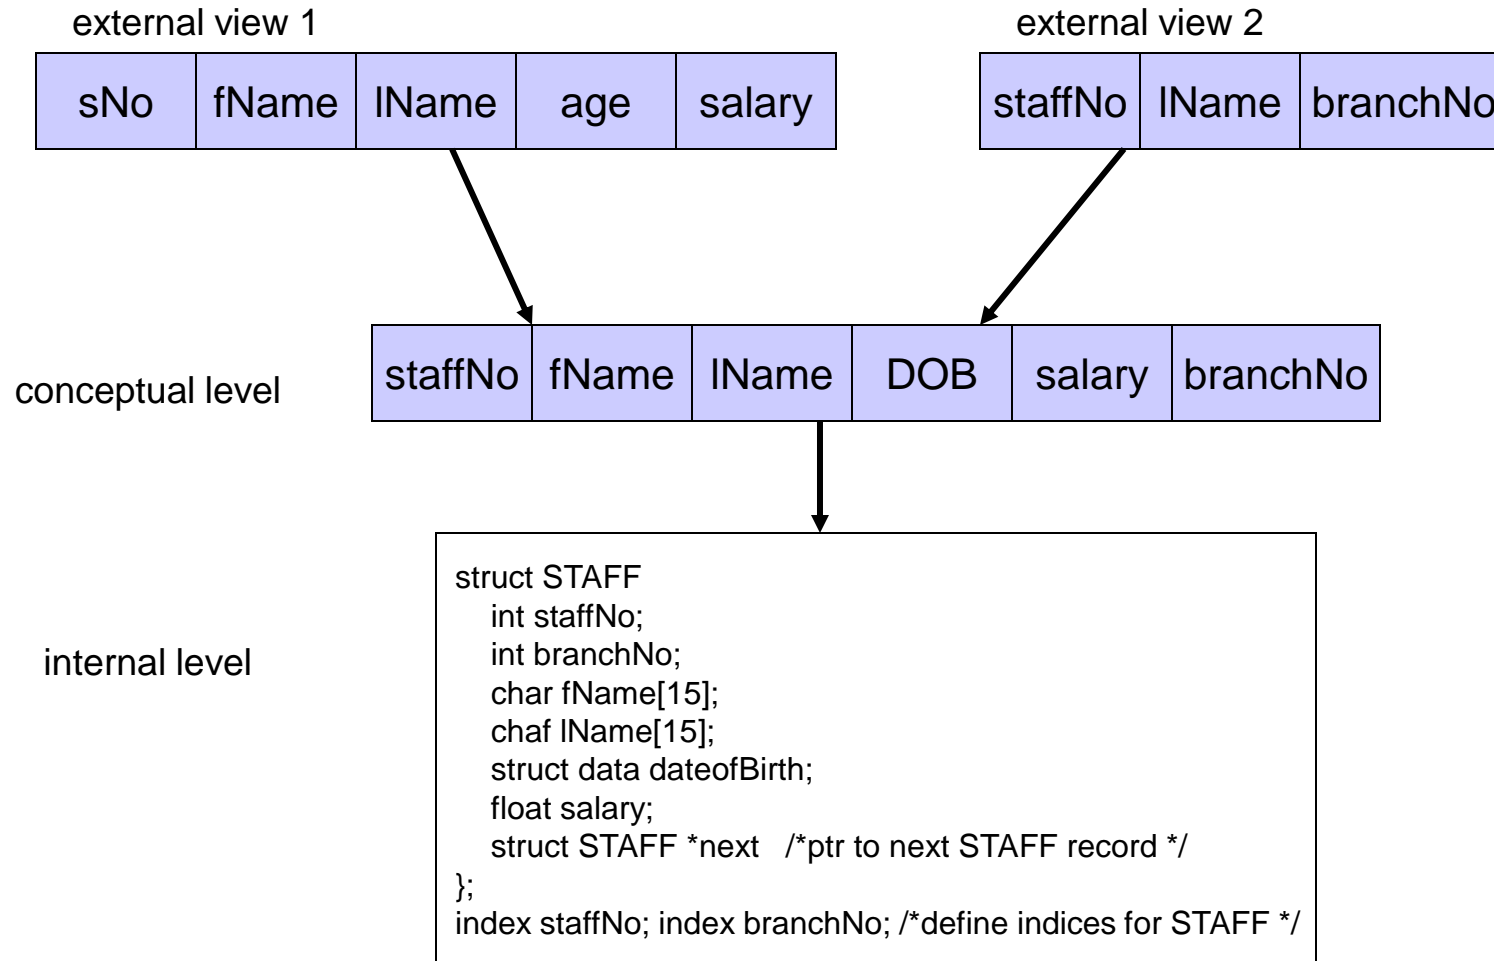 external view 1
external view 2
sNo fName lName age salary
staffNo lName branchNo
conceptual level
staffNo fName lName DOB salary branchNo
internal level
struct STAFF
int staffNo;
int branchNo;
char fName[15];
chaf lName[15];
struct data dateofBirth;
float salary;
struct STAFF *next /*ptr to next STAFF record */
};
index staffNo; index branchNo; /*define indices for STAFF */